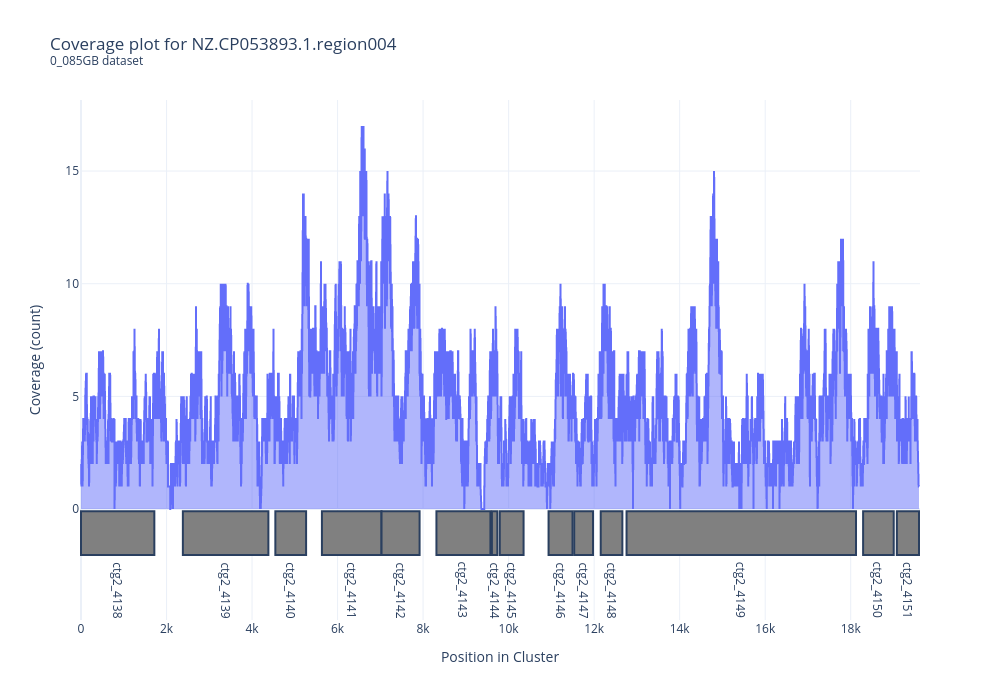 Coverage plot for NZ.CP053893.1.region004
0_085GB dataset
15
10
5
0
Coverage (count)
ctg2_4138
ctg2_4139
ctg2_4140
ctg2_4141
ctg2_4142
ctg2_4143
ctg2_4144
ctg2_4145
ctg2_4146
ctg2_4147
ctg2_4148
ctg2_4149
ctg2_4150
ctg2_4151
0 2k 4k 6k 8k 10k 12k 14k 16k 18k
Position in Cluster